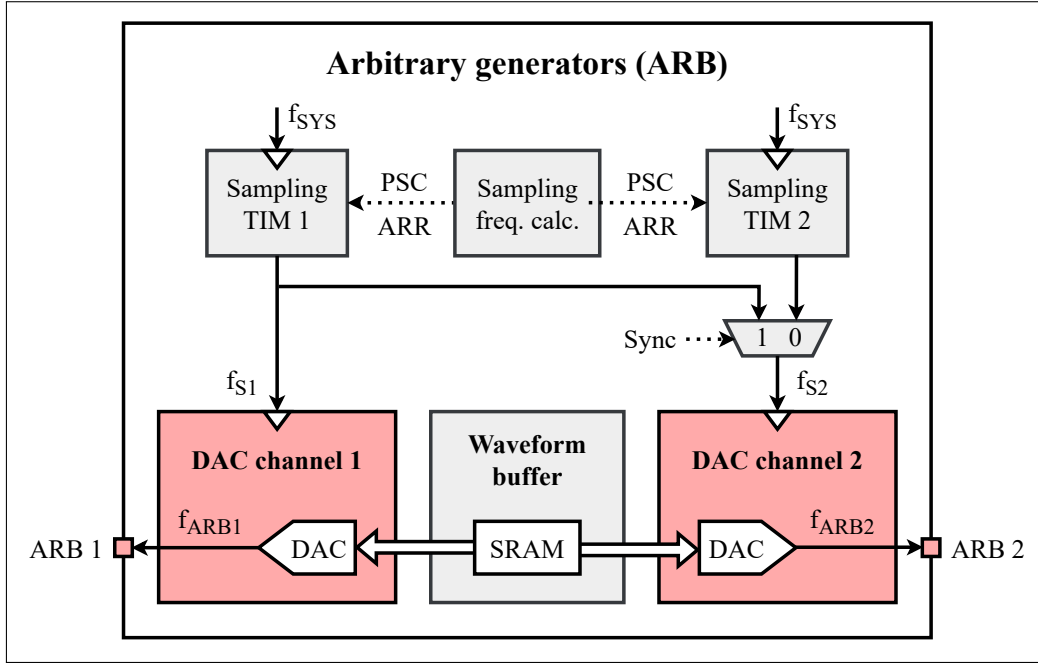 Arbitrary generators (ARB)
fSYS
fSYS
Sampling
TIM 1
PSC
ARR
Sampling
freq. calc.
PSC
ARR
Sampling
TIM 2
Sync
1 0
fS1
fS2
DAC channel 1
Waveform
buffer
DAC channel 2
fARB1
fARB2
ARB 1
DAC
SRAM
DAC
ARB 2